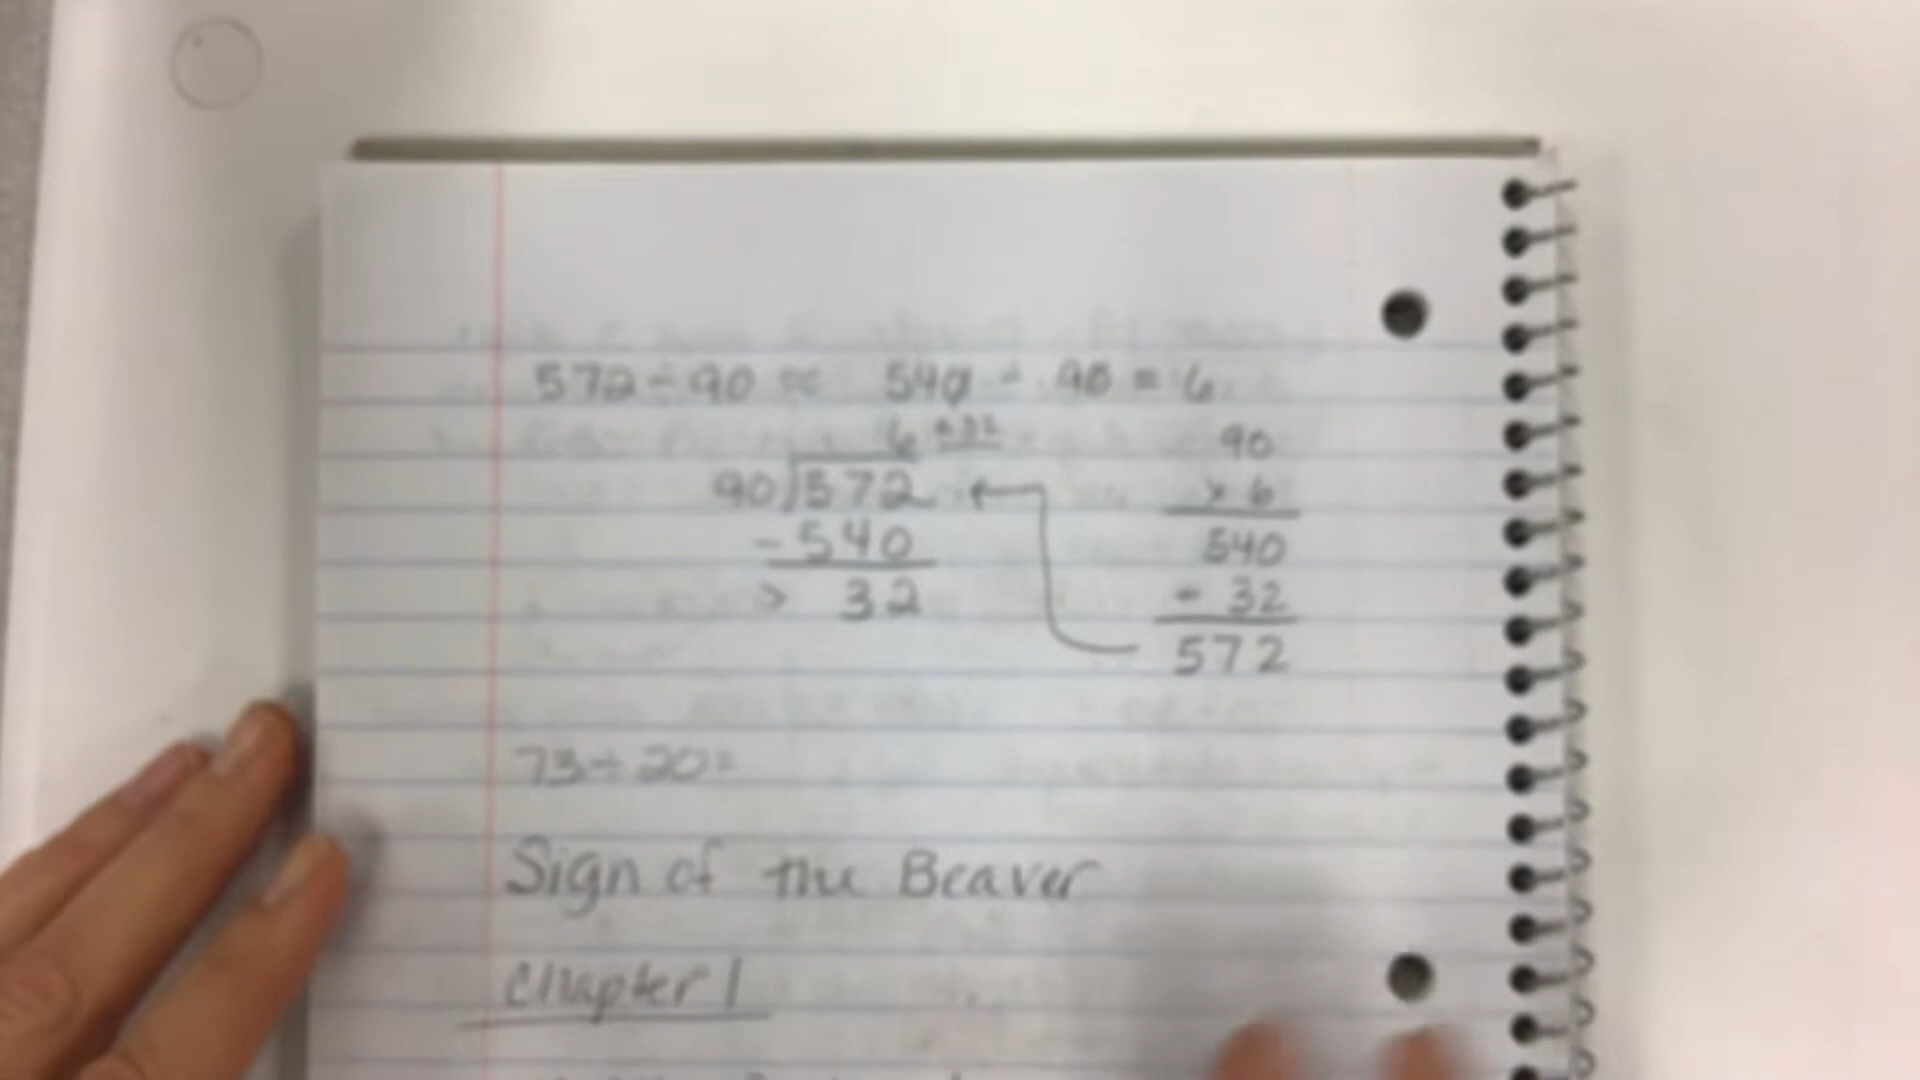 572 ÷ 90 ≈ 540 ÷ 90 = 6
6 R32
90
90)572
× 6
- 540
540
> 32
+ 32
572
73 ÷ 20 =
Sign of the Beaver
Chapter 1